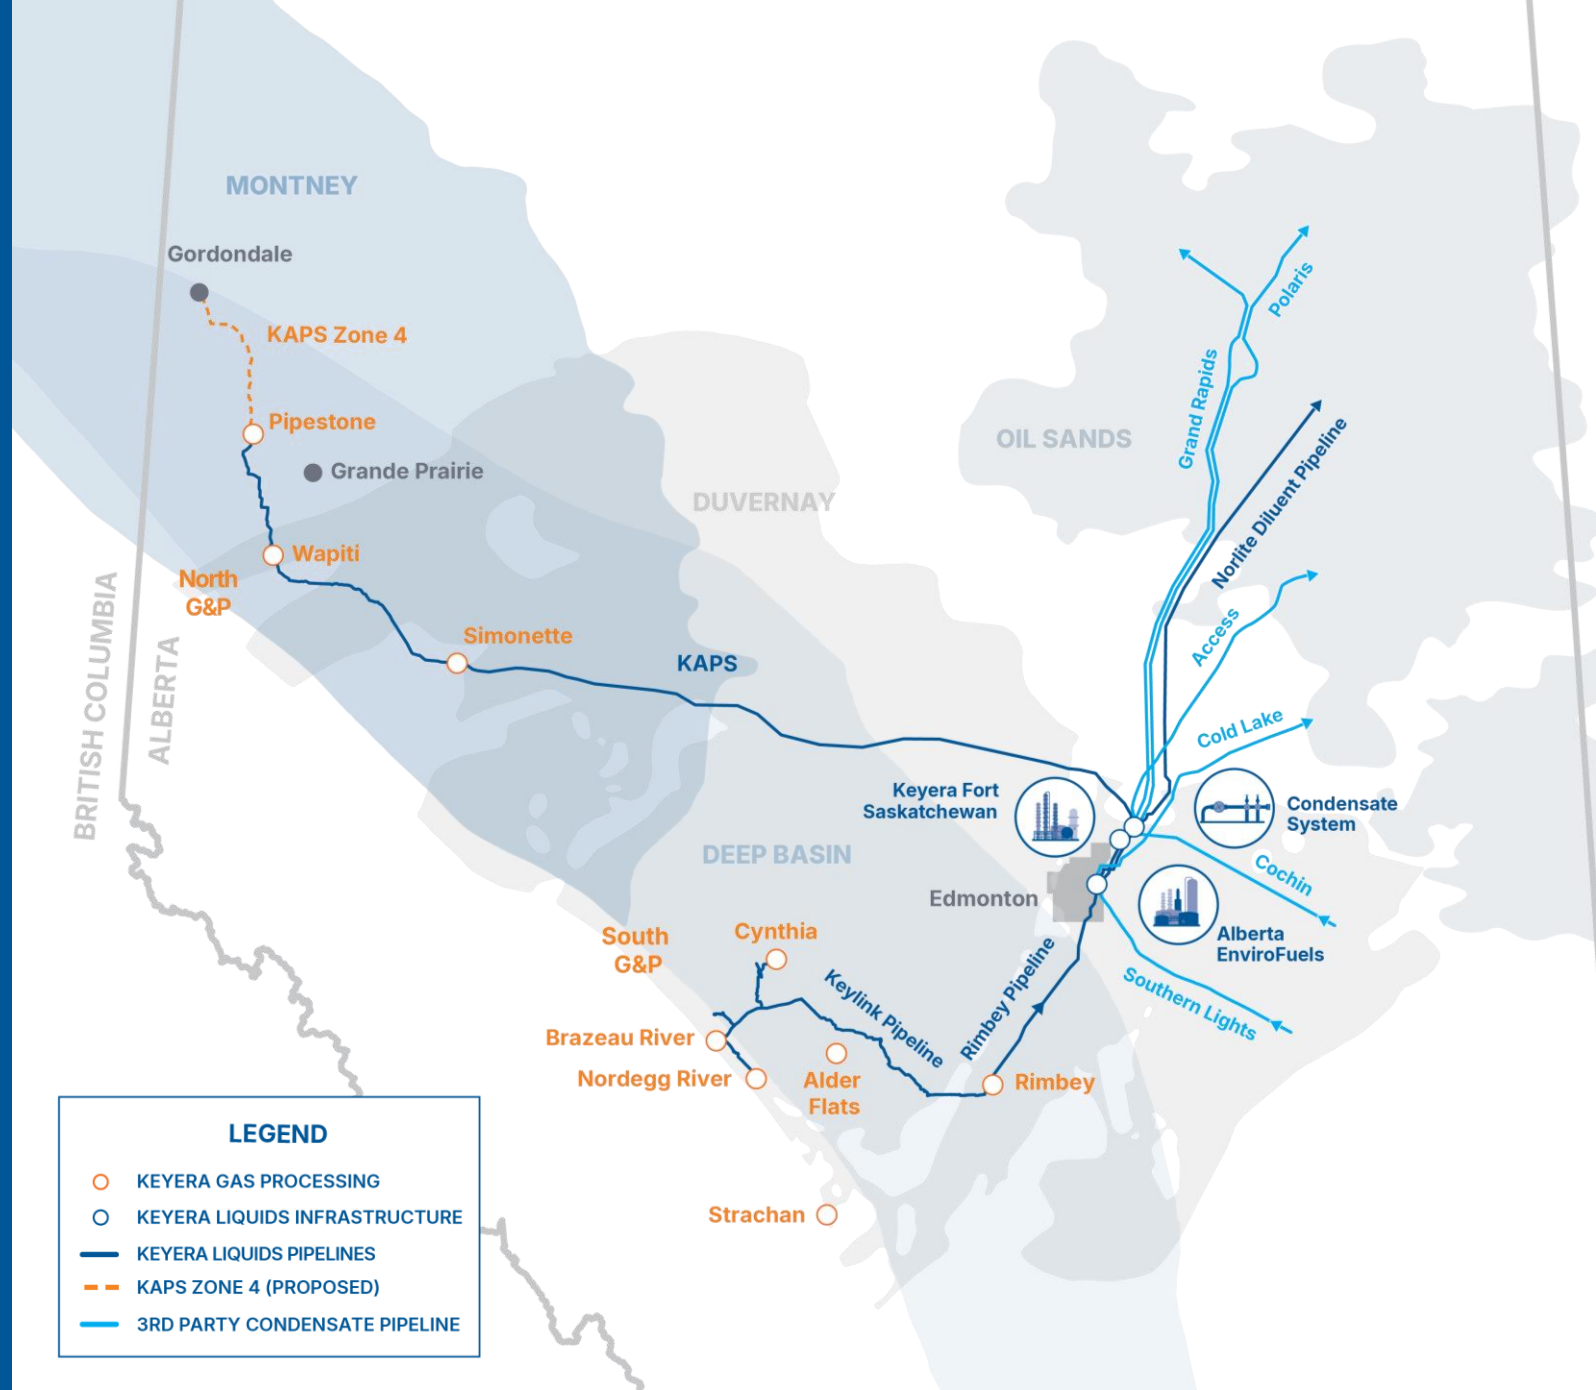 MONTNEY
Gordondale
KAPS Zone 4
Pipestone
Grande Prairie
Wapiti
North
G&P
Simonette
KAPS
DUVERNAY
OIL SANDS
Polaris
Grand Rapids
Norlite Diluent Pipeline
Access
Cold Lake
BRITISH COLUMBIA
ALBERTA
Keyera Fort
Saskatchewan
Condensate
System
DEEP BASIN
Cochin
Edmonton
Alberta
EnviroFuels
South
G&P
Cynthia
Keylink Pipeline
Rimbey Pipeline
Southern Lights
Brazeau River
Nordegg River
Alder
Flats
Rimbey
Strachan
LEGEND
KEYERA GAS PROCESSING
KEYERA LIQUIDS INFRASTRUCTURE
KEYERA LIQUIDS PIPELINES
KAPS ZONE 4 (PROPOSED)
3RD PARTY CONDENSATE PIPELINE